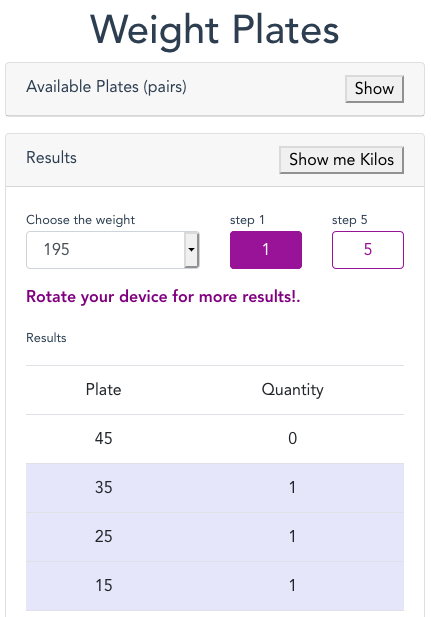 Weight Plates
Available Plates (pairs) Show
Results Show me Kilos
Choose the weight step 1 step 5
195 1 5
Rotate your device for more results!.
Results
Plate Quantity
45 0
35 1
25 1
15 1